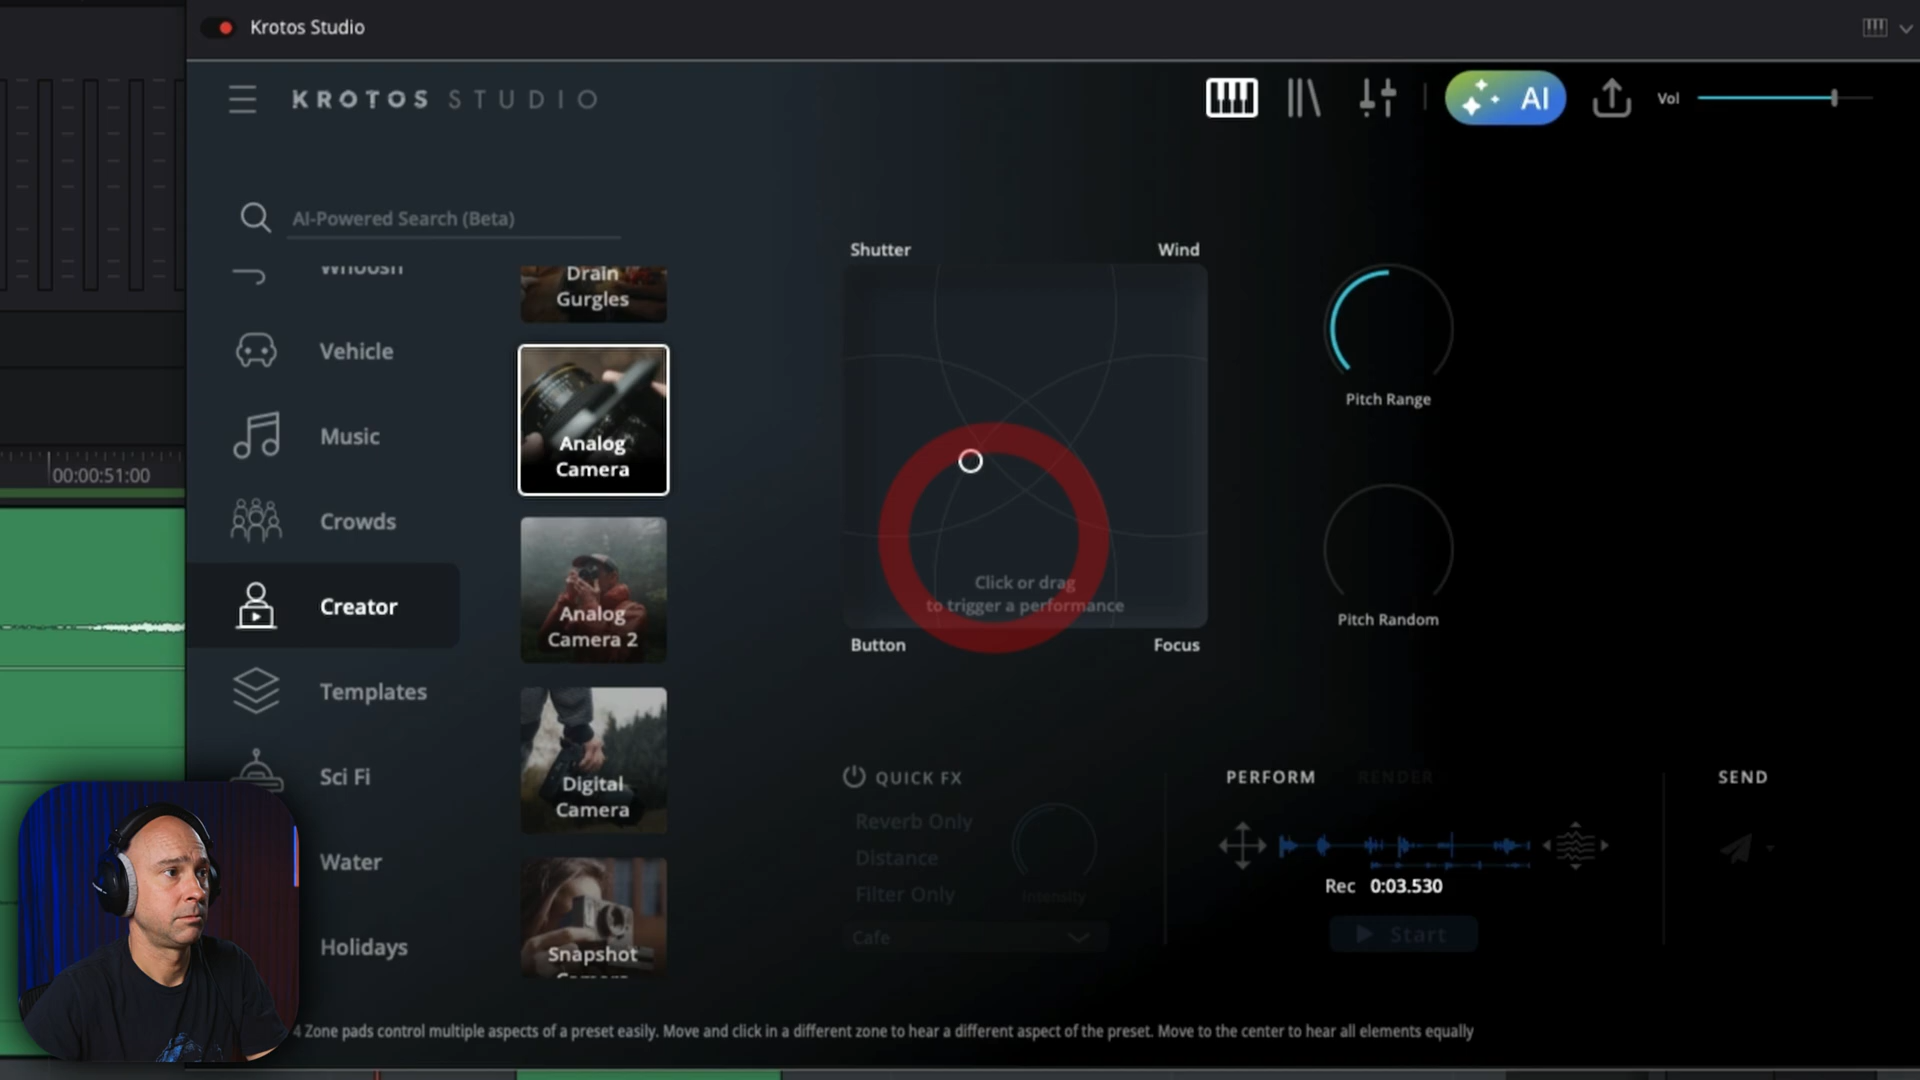 Krotos Studio
KROTOS STUDIO
AI
Vol
AI-Powered Search (Beta)
Whoosh
Vehicle
Music
Crowds
Creator
Templates
Sci Fi
Water
Holidays
Drain
Gurgles
Analog
Camera
Analog
Camera 2
Digital
Camera
Snapshot
Camera
Shutter
Wind
Click or drag
to trigger a performance
Button
Focus
Pitch Range
Pitch Random
QUICK FX
Reverb Only
Distance
Filter Only
Intensity
Cafe
PERFORM
RENDER
Rec 0:03.530
Start
SEND
00:00:51:00
4 Zone pads control multiple aspects of a preset easily. Move and click in a different zone to hear a different aspect of the preset. Move to the center to hear all elements equally